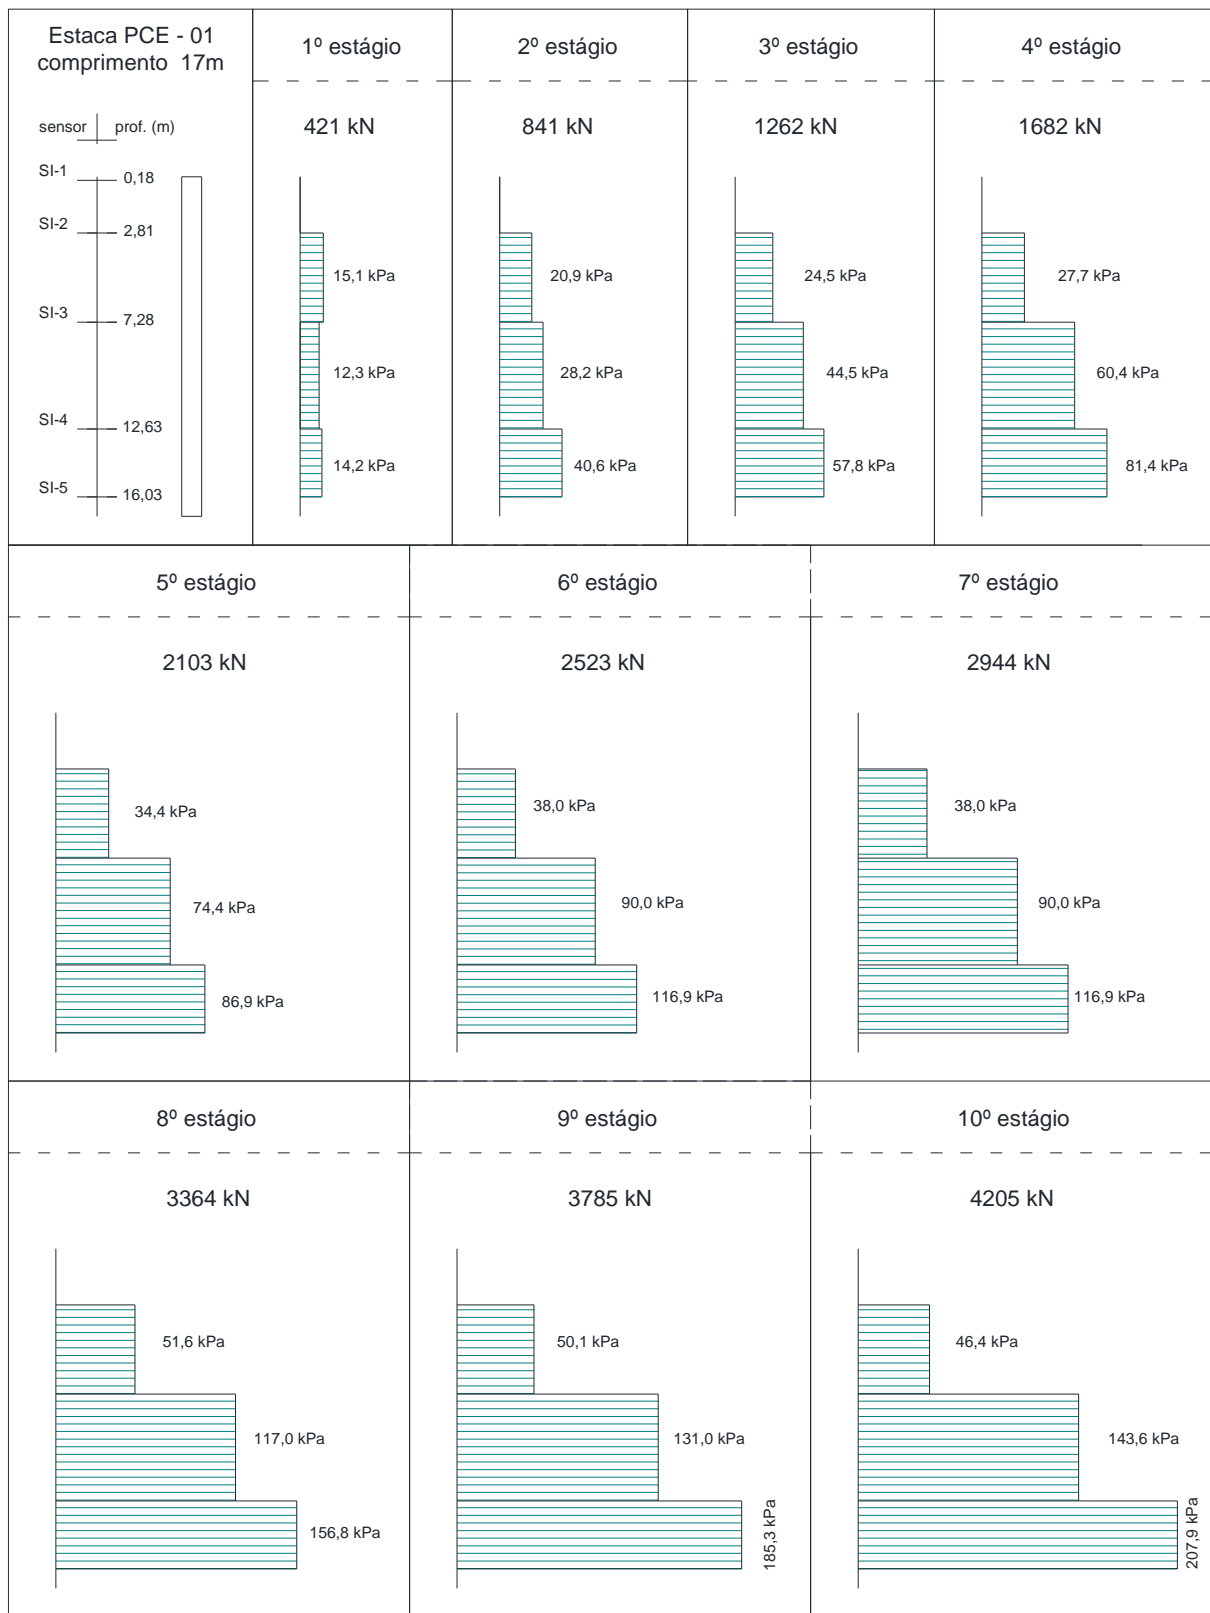 Estaca PCE - 01
comprimento 17m
sensor prof. (m)
SI-1 0,18
SI-2 2,81
SI-3 7,28
SI-4 12,63
SI-5 16,03
1º estágio
421 kN
15,1 kPa
12,3 kPa
14,2 kPa
2º estágio
841 kN
20,9 kPa
28,2 kPa
40,6 kPa
3º estágio
1262 kN
24,5 kPa
44,5 kPa
57,8 kPa
4º estágio
1682 kN
27,7 kPa
60,4 kPa
81,4 kPa
5º estágio
2103 kN
34,4 kPa
74,4 kPa
86,9 kPa
6º estágio
2523 kN
38,0 kPa
90,0 kPa
116,9 kPa
7º estágio
2944 kN
38,0 kPa
90,0 kPa
116,9 kPa
8º estágio
3364 kN
51,6 kPa
117,0 kPa
156,8 kPa
9º estágio
3785 kN
50,1 kPa
131,0 kPa
185,3 kPa
10º estágio
4205 kN
46,4 kPa
143,6 kPa
207,9 kPa